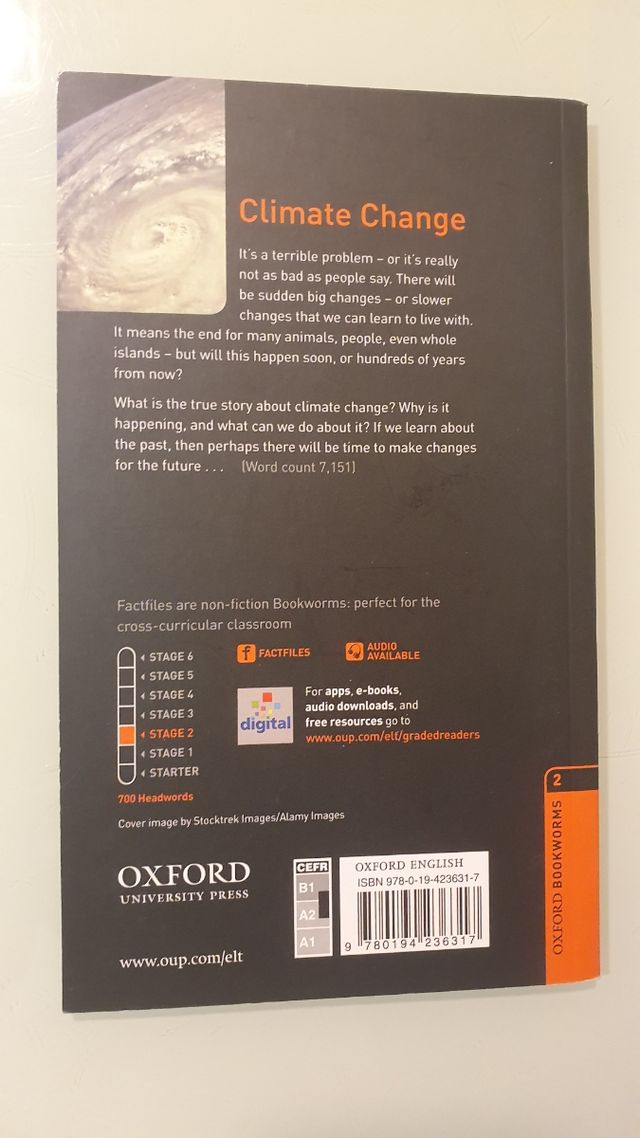 Climate Change
It's a terrible problem – or it's really
not as bad as people say. There will
be sudden big changes – or slower
changes that we can learn to live with.
It means the end for many animals, people, even whole
islands – but will this happen soon, or hundreds of years
from now?
What is the true story about climate change? Why is it
happening, and what can we do about it? If we learn about
the past, then perhaps there will be time to make changes
for the future . . . (Word count 7,151)
Factfiles are non-fiction Bookworms: perfect for the
cross-curricular classroom
STAGE 6
STAGE 5
STAGE 4
STAGE 3
STAGE 2
STAGE 1
STARTER
700 Headwords
f FACTFILES
AUDIO
AVAILABLE
digital
For apps, e-books,
audio downloads, and
free resources go to
www.oup.com/elt/gradedreaders
Cover image by Stocktrek Images/Alamy Images
OXFORD
UNIVERSITY PRESS
www.oup.com/elt
CEFR
B1
A2
A1
OXFORD ENGLISH
ISBN 978-0-19-423631-7
9 780194 236317
2
OXFORD BOOKWORMS